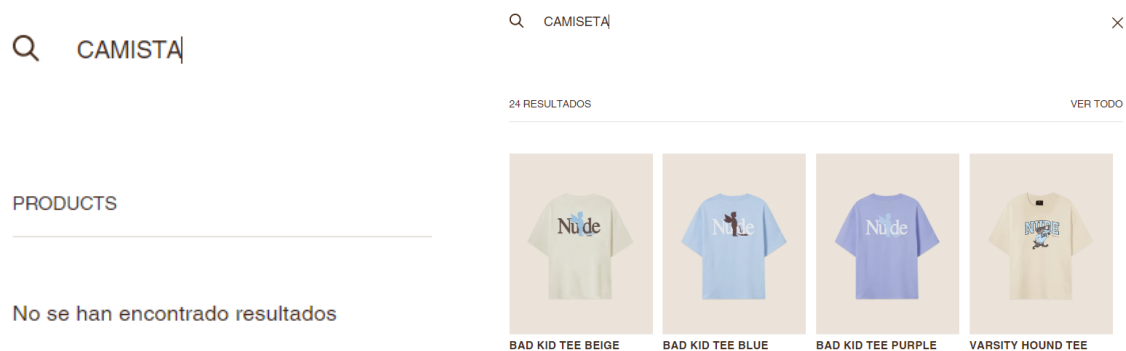 CAMISTA
PRODUCTS
No se han encontrado resultados
CAMISETA
24 RESULTADOS
VER TODO
Nude
Nude
Nude
NUDE
BAD KID TEE BEIGE
BAD KID TEE BLUE
BAD KID TEE PURPLE
VARSITY HOUND TEE